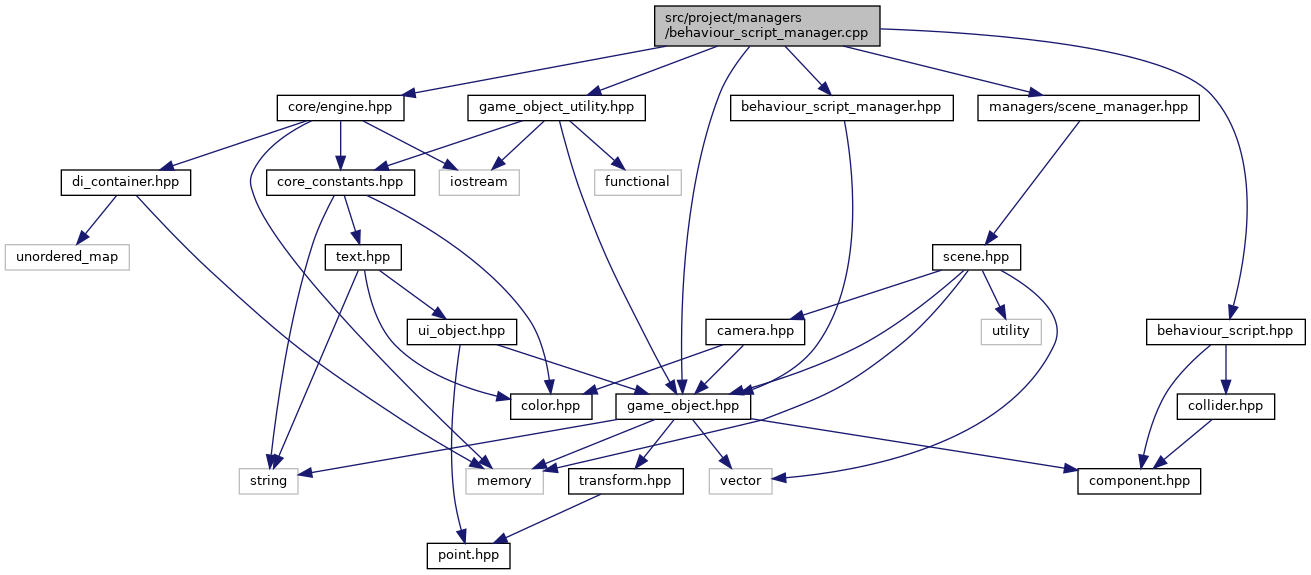 src/project/managers
/behaviour_script_manager.cpp
core/engine.hpp
game_object_utility.hpp
behaviour_script_manager.hpp
managers/scene_manager.hpp
di_container.hpp
core_constants.hpp
iostream
functional
unordered_map
text.hpp
scene.hpp
ui_object.hpp
camera.hpp
utility
behaviour_script.hpp
color.hpp
game_object.hpp
collider.hpp
string
memory
transform.hpp
vector
component.hpp
point.hpp